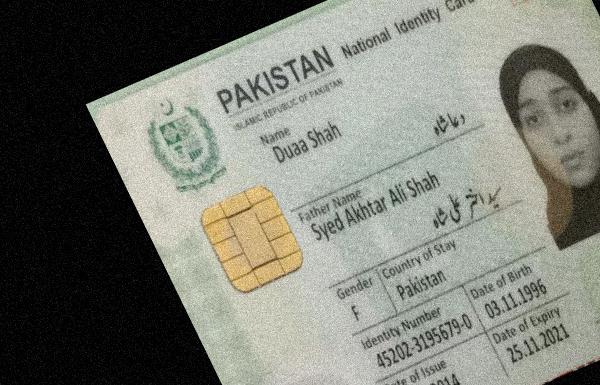 PAKISTAN National Identity Card
ISLAMIC REPUBLIC OF PAKISTAN
Name
Duaa Shah
دعا شاہ
Father Name
Syed Akhtar Ali Shah
سید اختر علی شاہ
Gender Country of Stay
F Pakistan
Identity Number Date of Birth
45202-3195679-0 03.11.1996
Date of Issue Date of Expiry
2014 25.11.2021